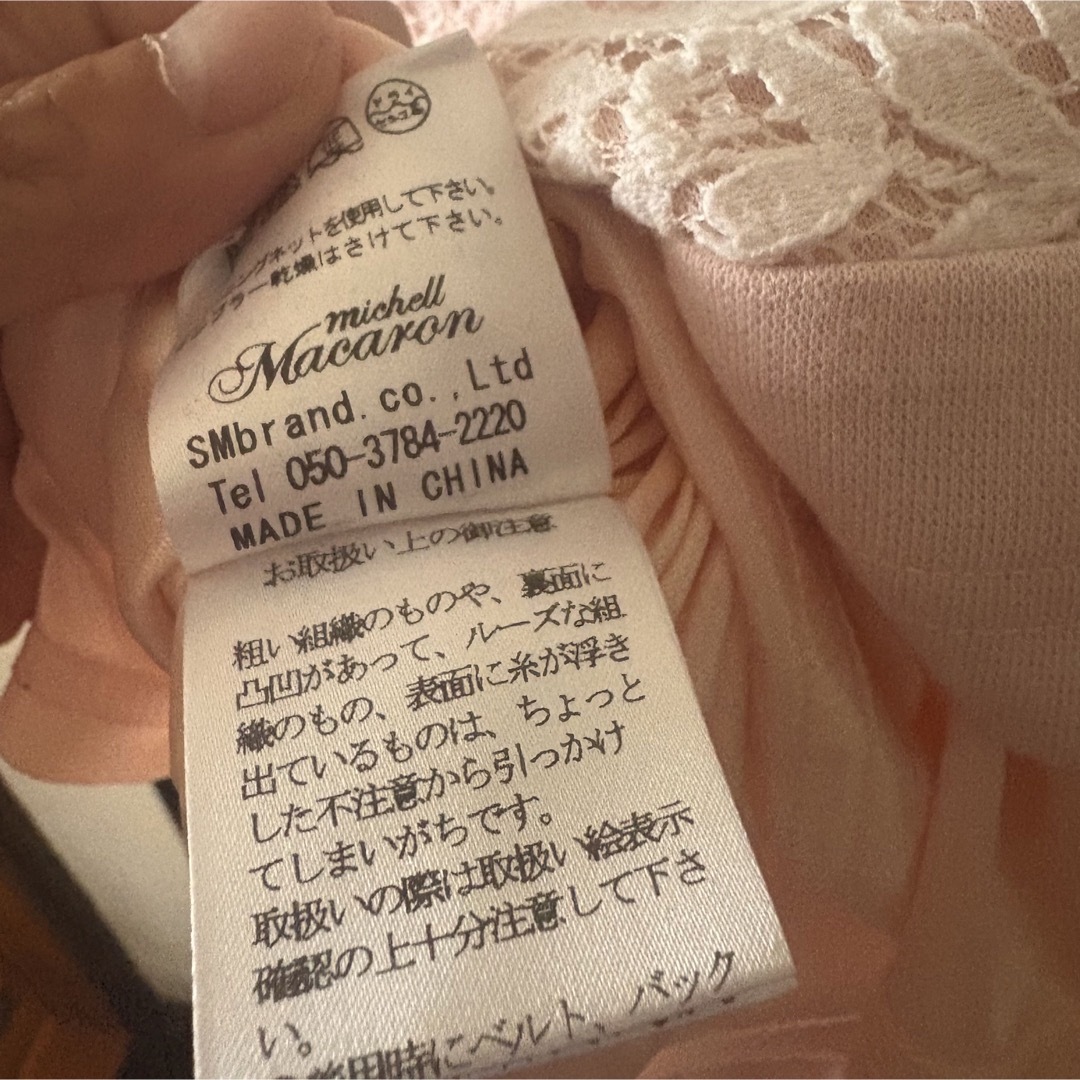 ドライ
ングネットを使用して下さい。
ブラー乾燥はさけて下さい。
michell
Macaron
SMbrand.co.,Ltd
Tel 050-3784-2220
MADE IN CHINA
お取扱い上の御注意
粗い組織のものや、裏面に
凸凹があって、ルーズな組
織のもの、表面に糸が浮き
出ているものは、ちょっと
した不注意から引っかけ
てしまいがちです。
取扱いの際は取扱い絵表示
確認の上十分注意して下さ
い。
着用時にベルト、バック